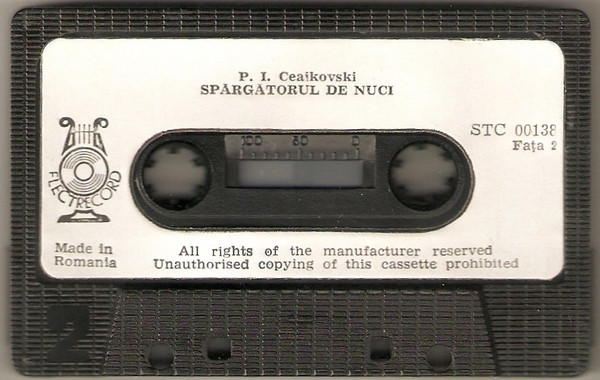 P. I. Ceaikovski
SPĂRGĂTORUL DE NUCI
STC 00138
Fața 2
100 50 0
ELECTRECORD
Made in
Romania
All rights of the manufacturer reserved
Unauthorised copying of this cassette prohibited
2